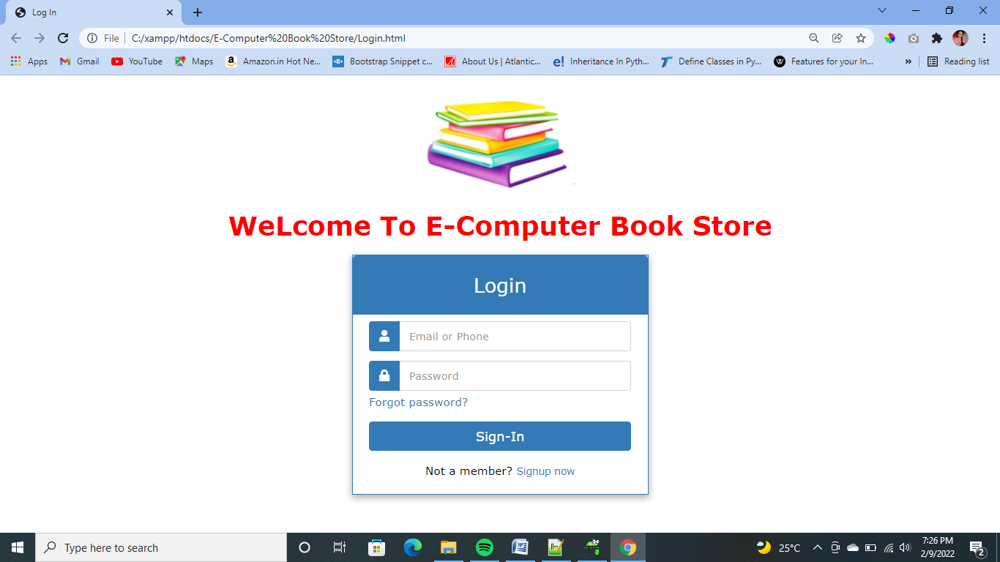 Log In
File C:/xampp/htdocs/E-Computer%20Book%20Store/Login.html
Apps Gmail YouTube Maps Amazon.in Hot Ne... Bootstrap Snippet c... About Us | Atlantic... Inheritance In Pyth... Define Classes in Py... Features for your In... » Reading list
WeLcome To E-Computer Book Store
Login
Email or Phone
Password
Forgot password?
Sign-In
Not a member? Signup now
Type here to search
25°C
7:26 PM
2/9/2022
2